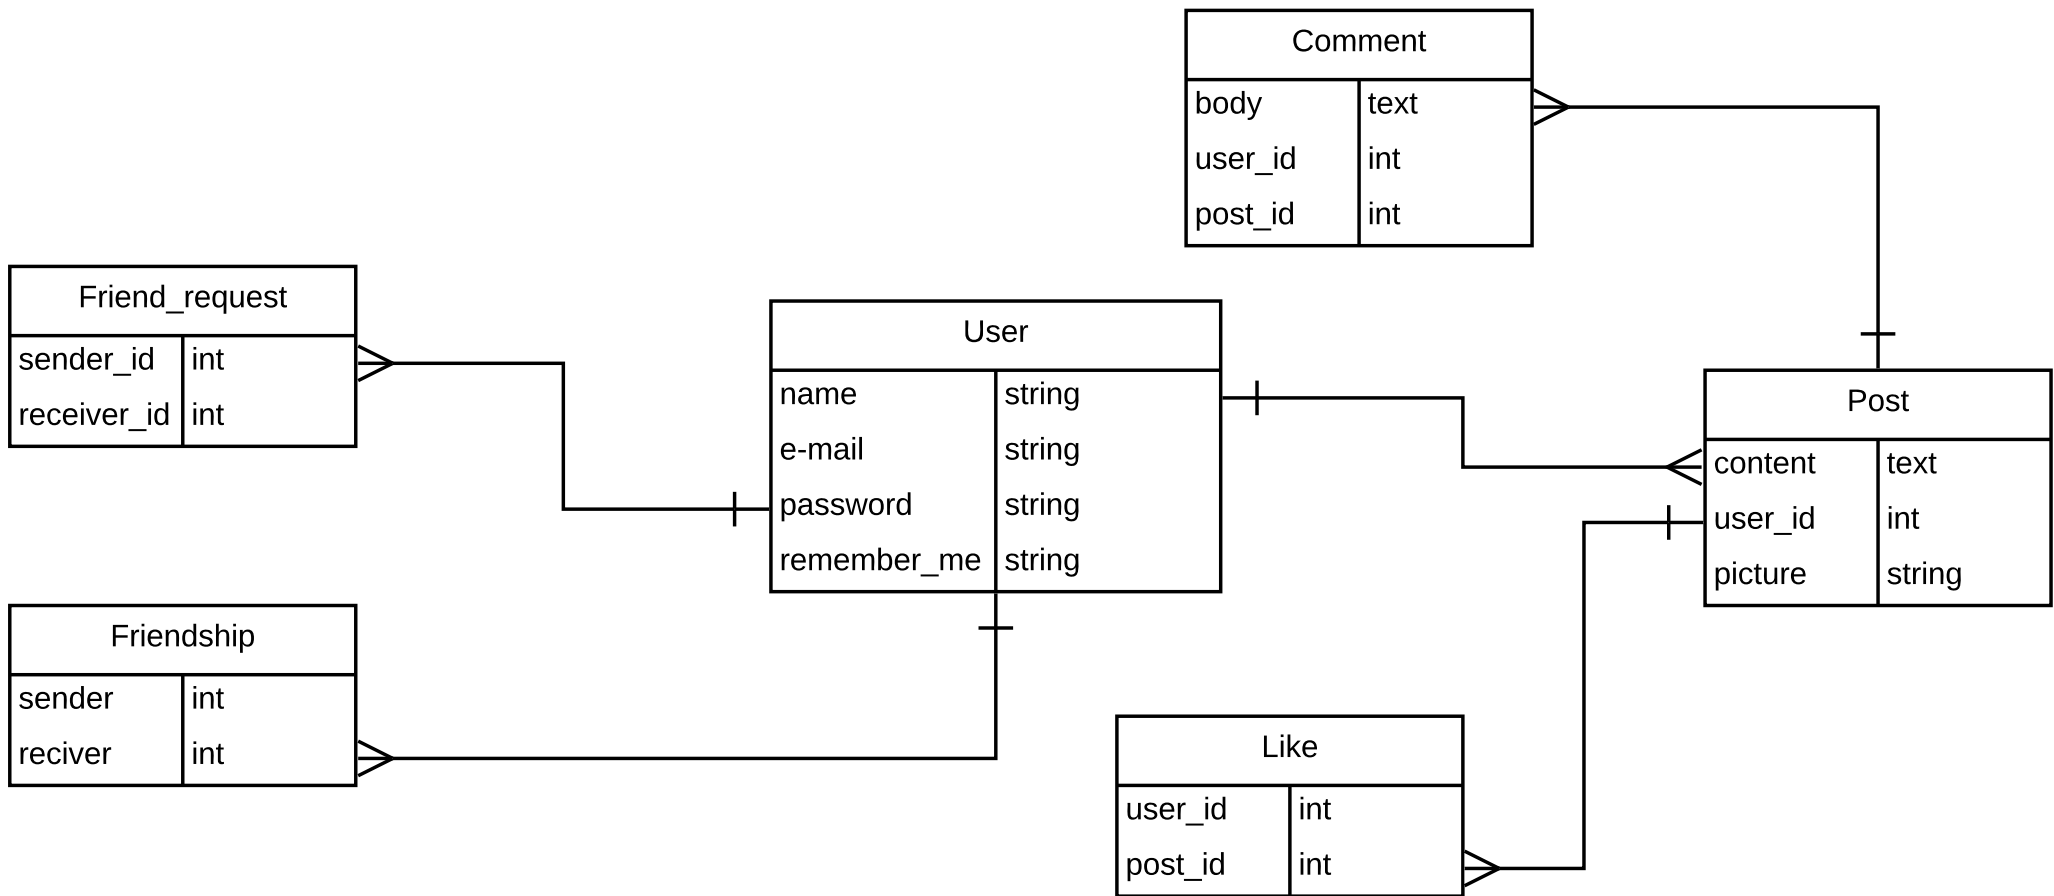 Comment
body text
user_id int
post_id int
Friend_request
sender_id int
receiver_id int
User
name string
e-mail string
password string
remember_me string
Post
content text
user_id int
picture string
Friendship
sender int
reciver int
Like
user_id int
post_id int